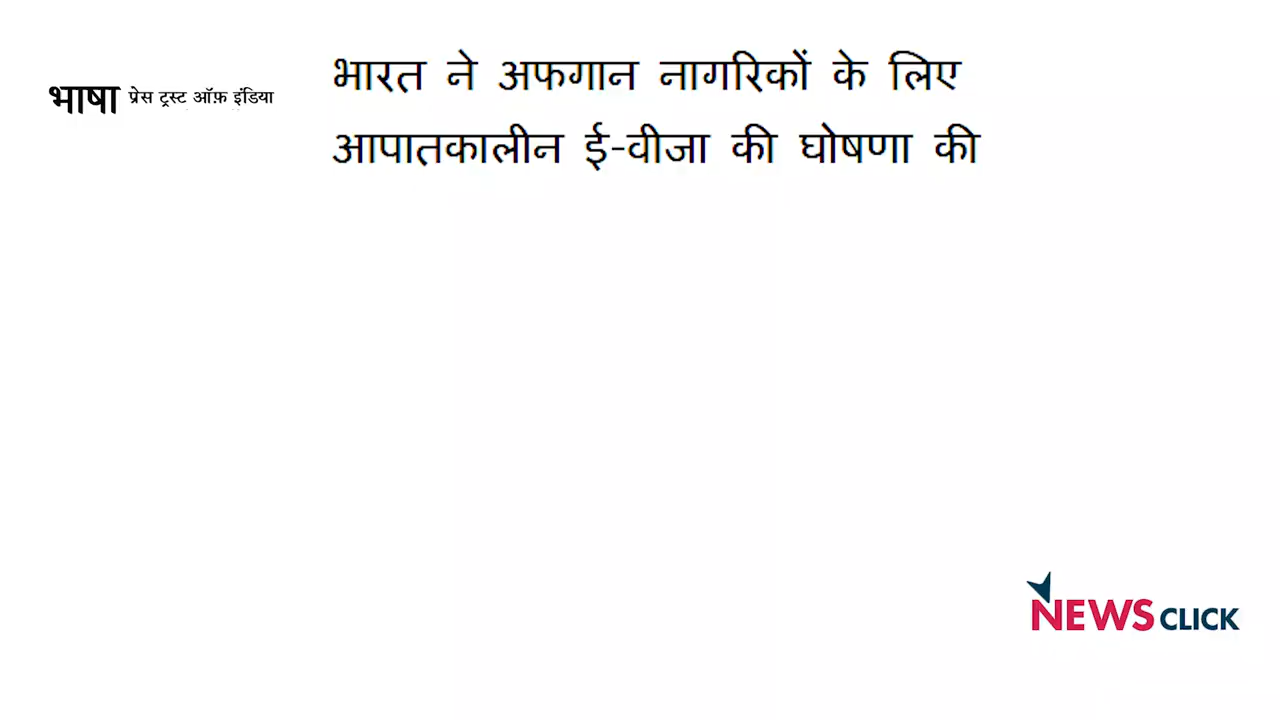 भारत ने अफगान नागरिकों के लिए
भाषा प्रेस ट्रस्ट ऑफ़ इंडिया
आपातकालीन ई-वीजा की घोषणा की
NEWS CLICK